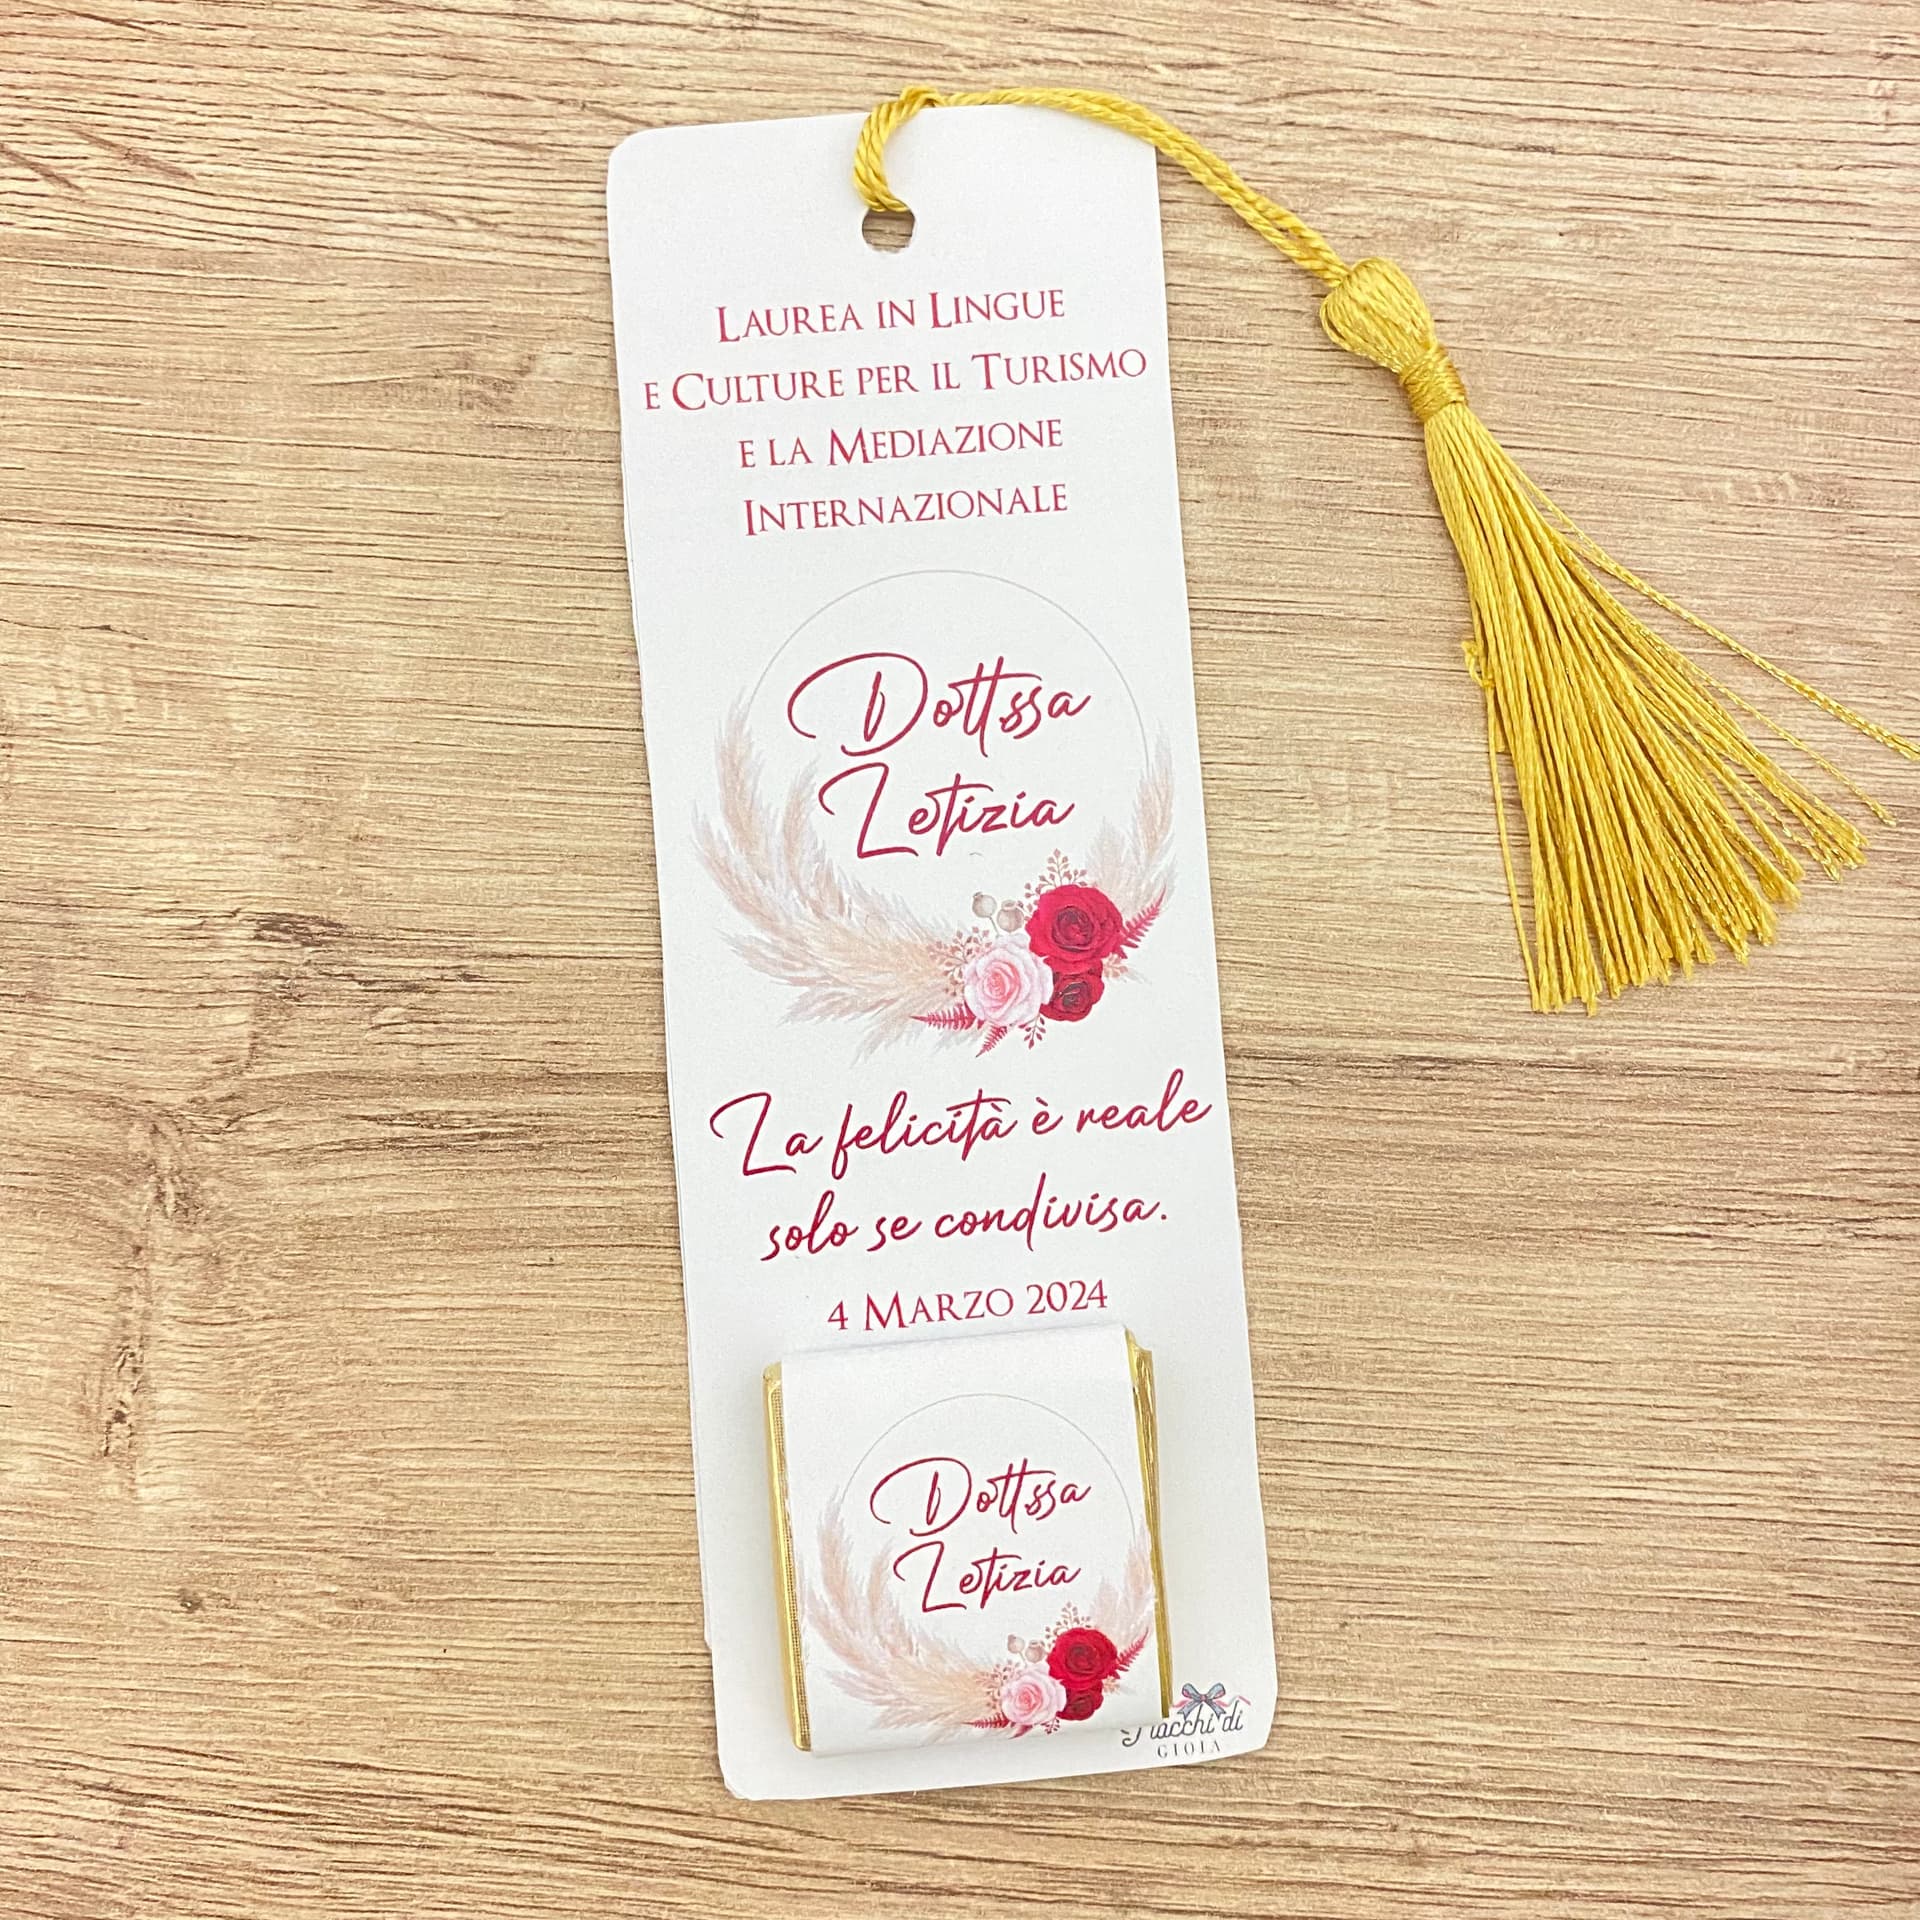 Laurea in Lingue
e Culture per il Turismo
e la Mediazione
Internazionale
Dott.ssa
Letizia
La felicità è reale
solo se condivisa.
4 Marzo 2024
Dott.ssa
Letizia
Fiocchi di
GIOIA